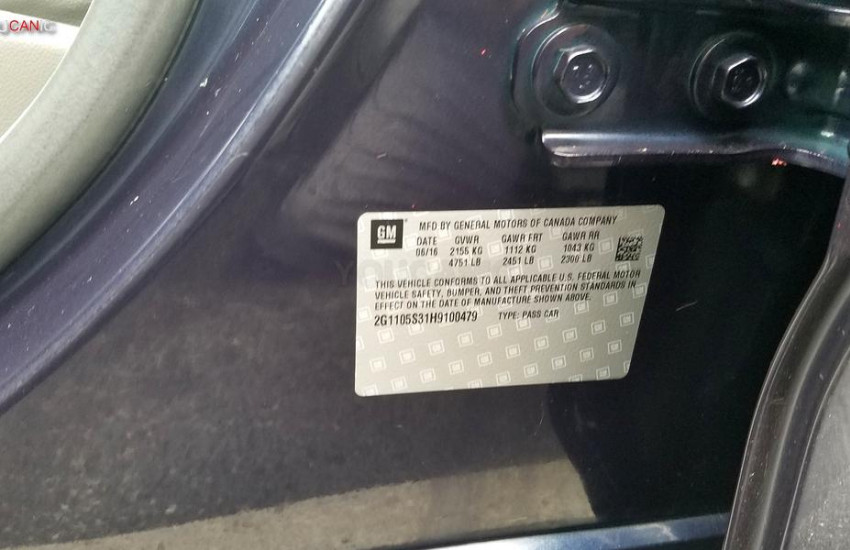 CAN
GM
MFD BY GENERAL MOTORS OF CANADA COMPANY
DATE GVWR GAWR FRT GAWR RR
06/16 2155 KG 1112 KG 1043 KG
4751 LB 2451 LB 2300 LB
THIS VEHICLE CONFORMS TO ALL APPLICABLE U.S. FEDERAL MOTOR
VEHICLE SAFETY, BUMPER, AND THEFT PREVENTION STANDARDS IN
EFFECT ON THE DATE OF MANUFACTURE SHOWN ABOVE.
2G1105S31H9100479 TYPE: PASS CAR